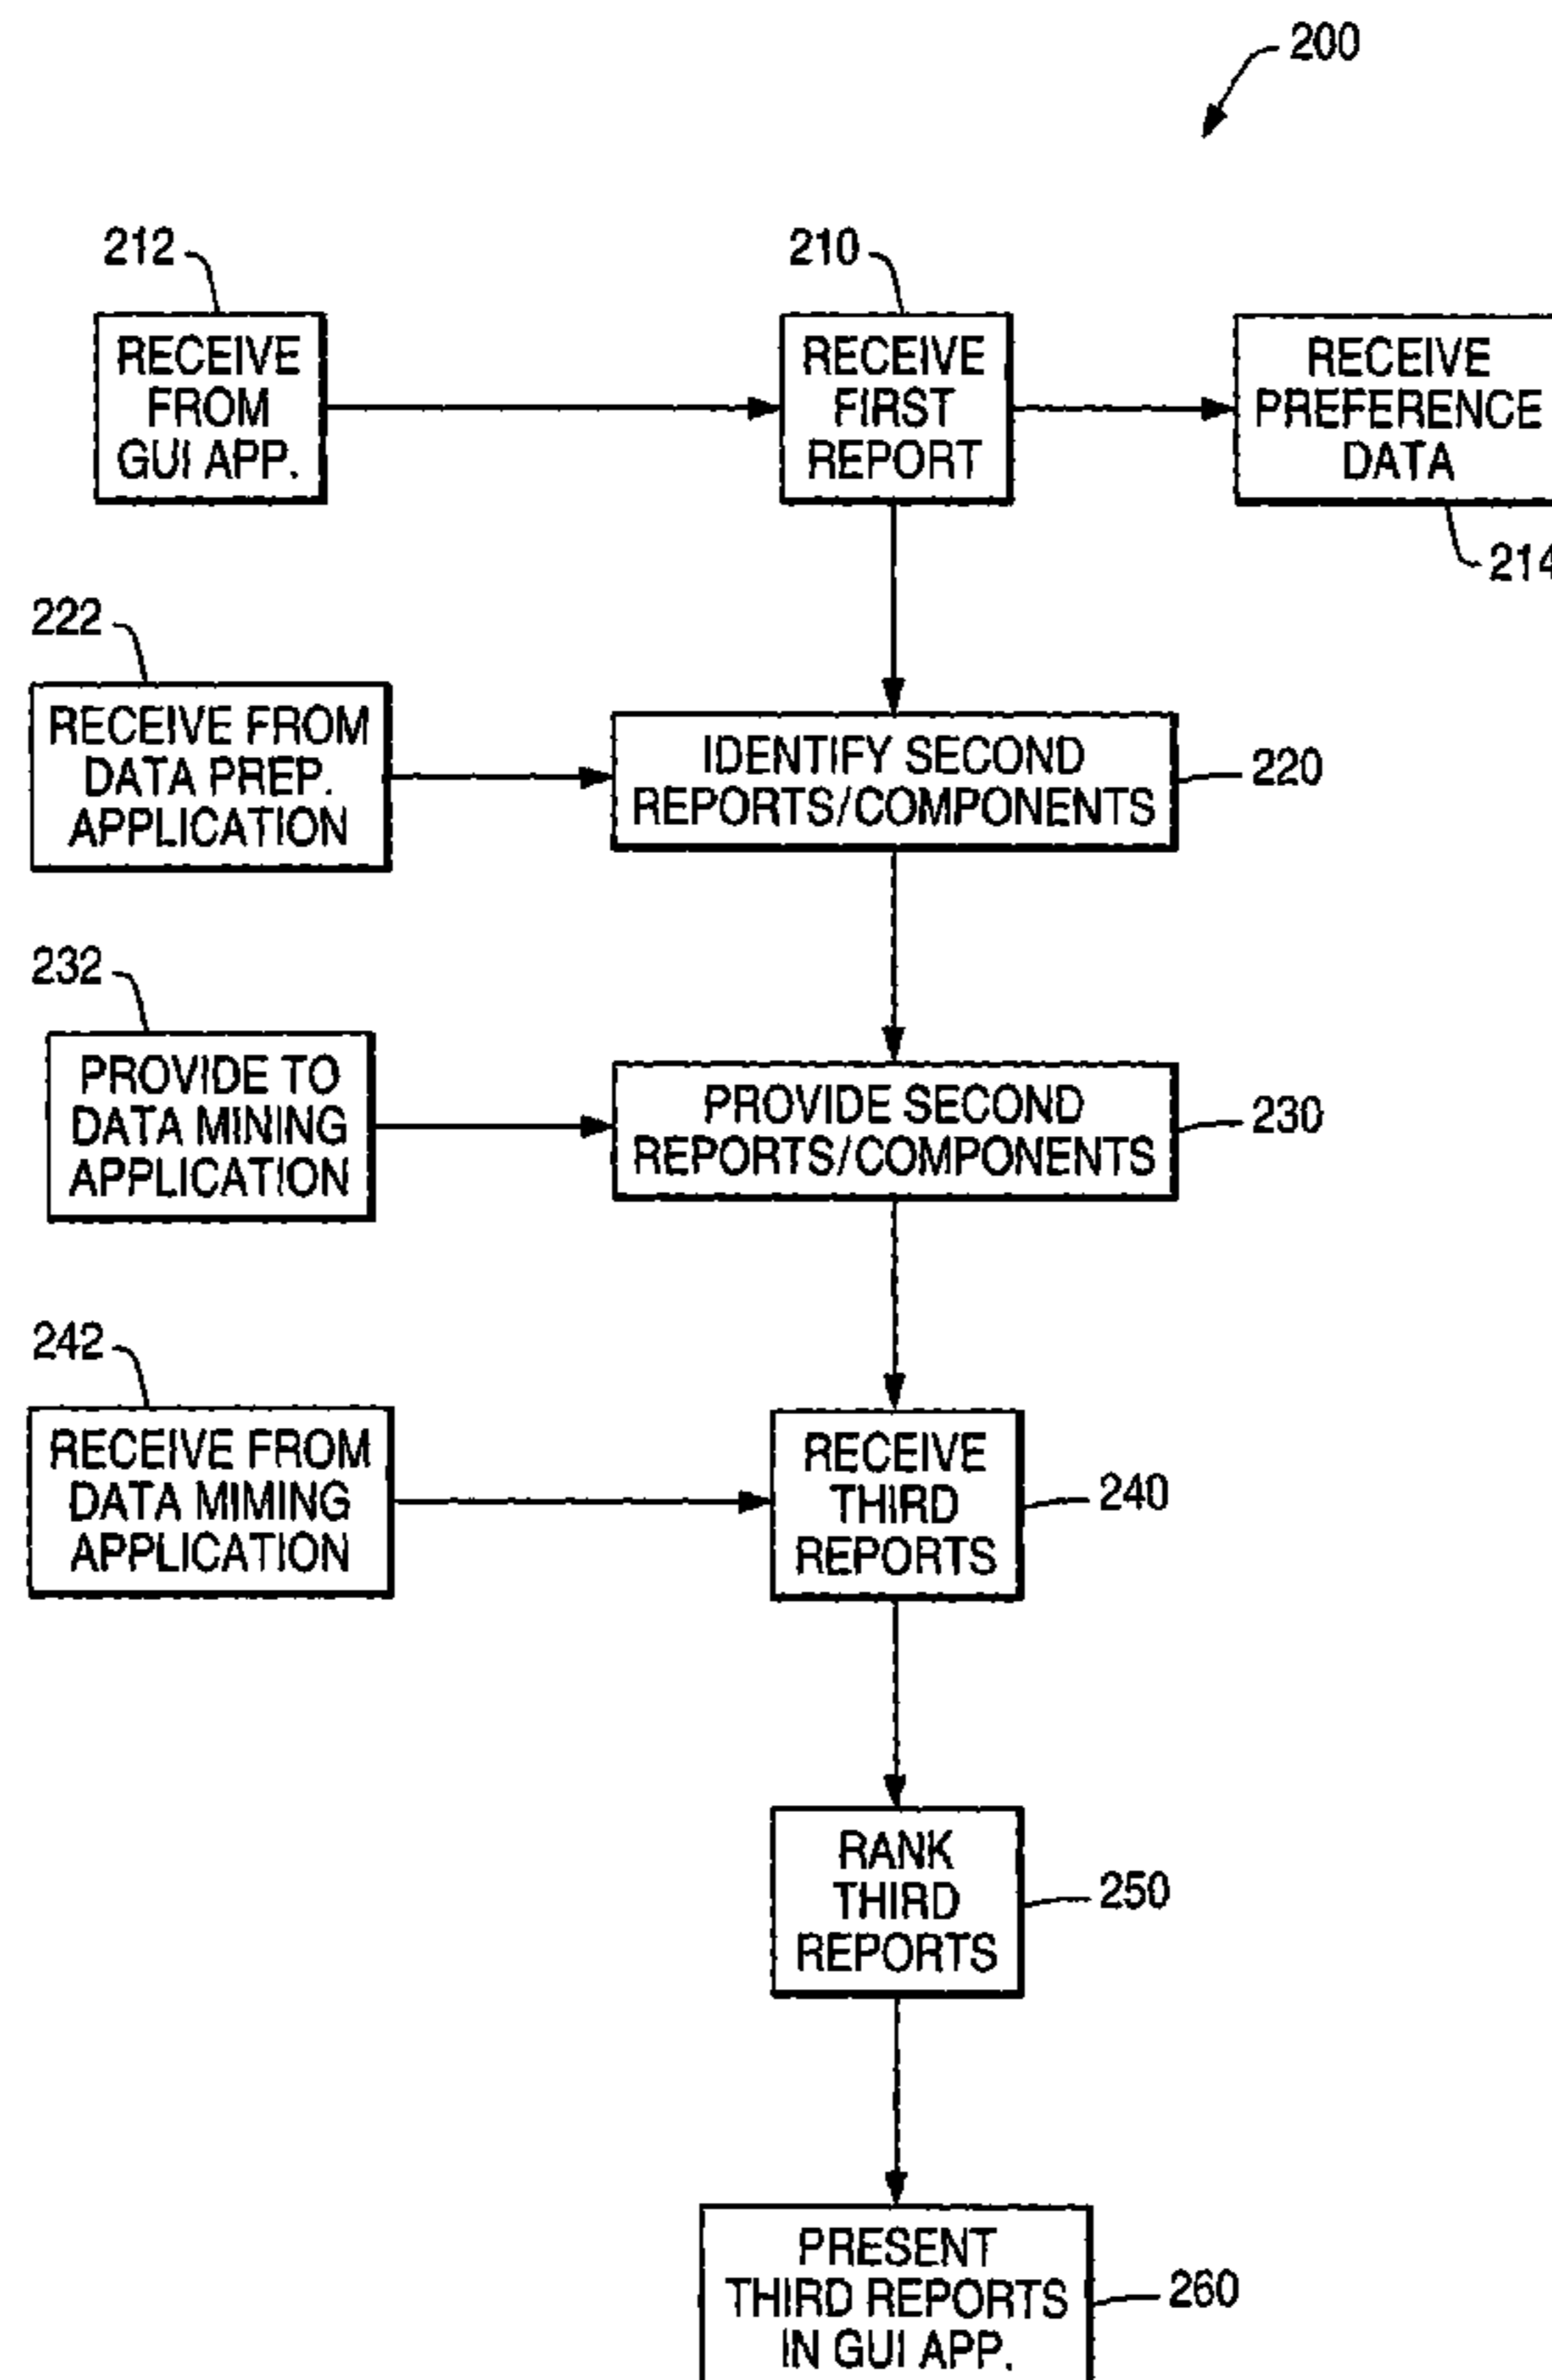 200
212
RECEIVE
FROM
GUI APP.
210
RECEIVE
FIRST
REPORT
RECEIVE
PREFERENCE
DATA
214
222
RECEIVE FROM
DATA PREP.
APPLICATION
IDENTIFY SECOND
REPORTS/COMPONENTS
220
232
PROVIDE TO
DATA MINING
APPLICATION
PROVIDE SECOND
REPORTS/COMPONENTS
230
242
RECEIVE FROM
DATA MIMING
APPLICATION
RECEIVE
THIRD
REPORTS
240
RANK
THIRD
REPORTS
250
PRESENT
THIRD REPORTS
IN GUI APP.
260